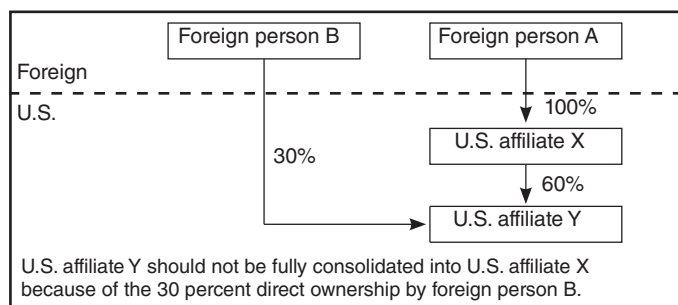 Foreign person B
Foreign person A
Foreign
U.S.
100%
U.S. affiliate X
30%
60%
U.S. affiliate Y
U.S. affiliate Y should not be fully consolidated into U.S. affiliate X
because of the 30 percent direct ownership by foreign person B.